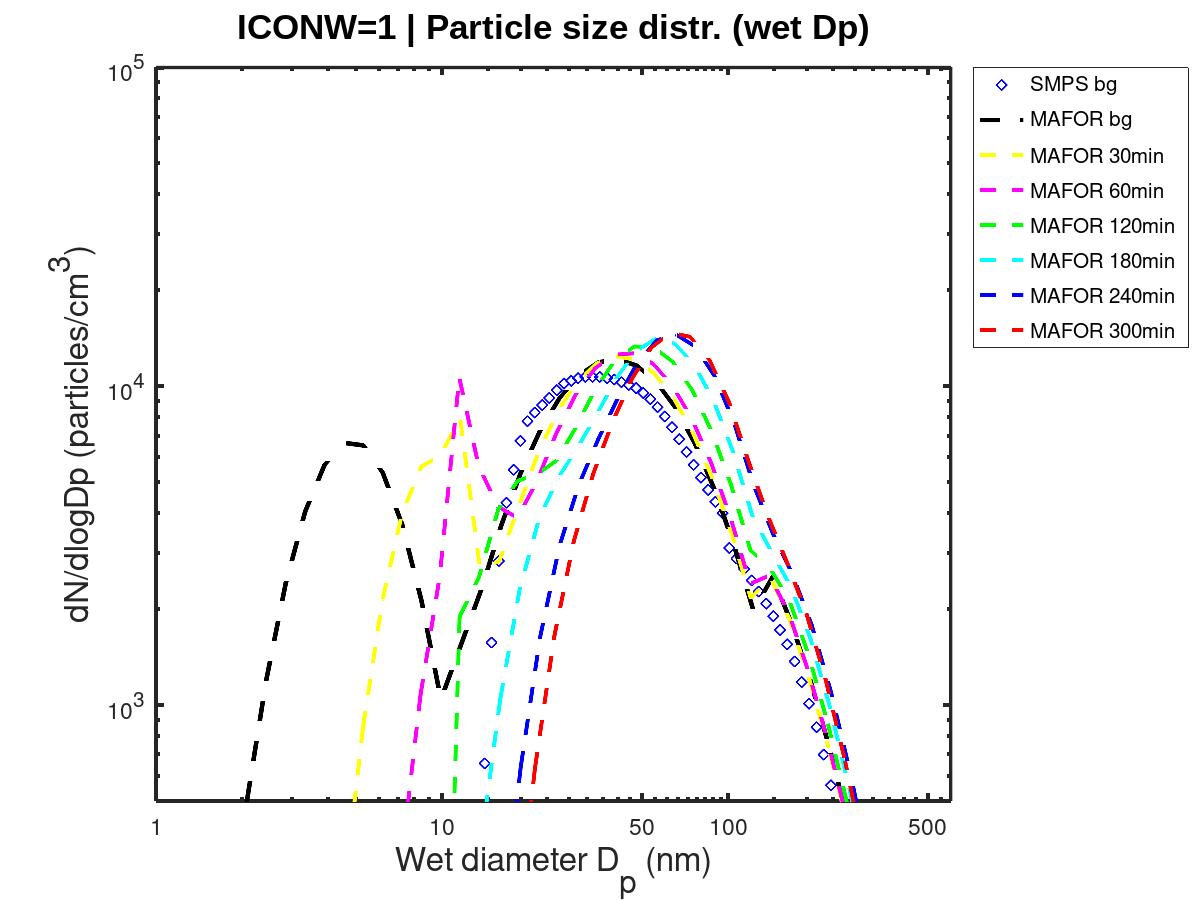 ICONW=1 | Particle size distr. (wet Dp)
10^5
10^4
10^3
dN/dlogDp (particles/cm^3)
1
10
50
100
500
Wet diameter D_p (nm)
SMPS bg
MAFOR bg
MAFOR 30min
MAFOR 60min
MAFOR 120min
MAFOR 180min
MAFOR 240min
MAFOR 300min